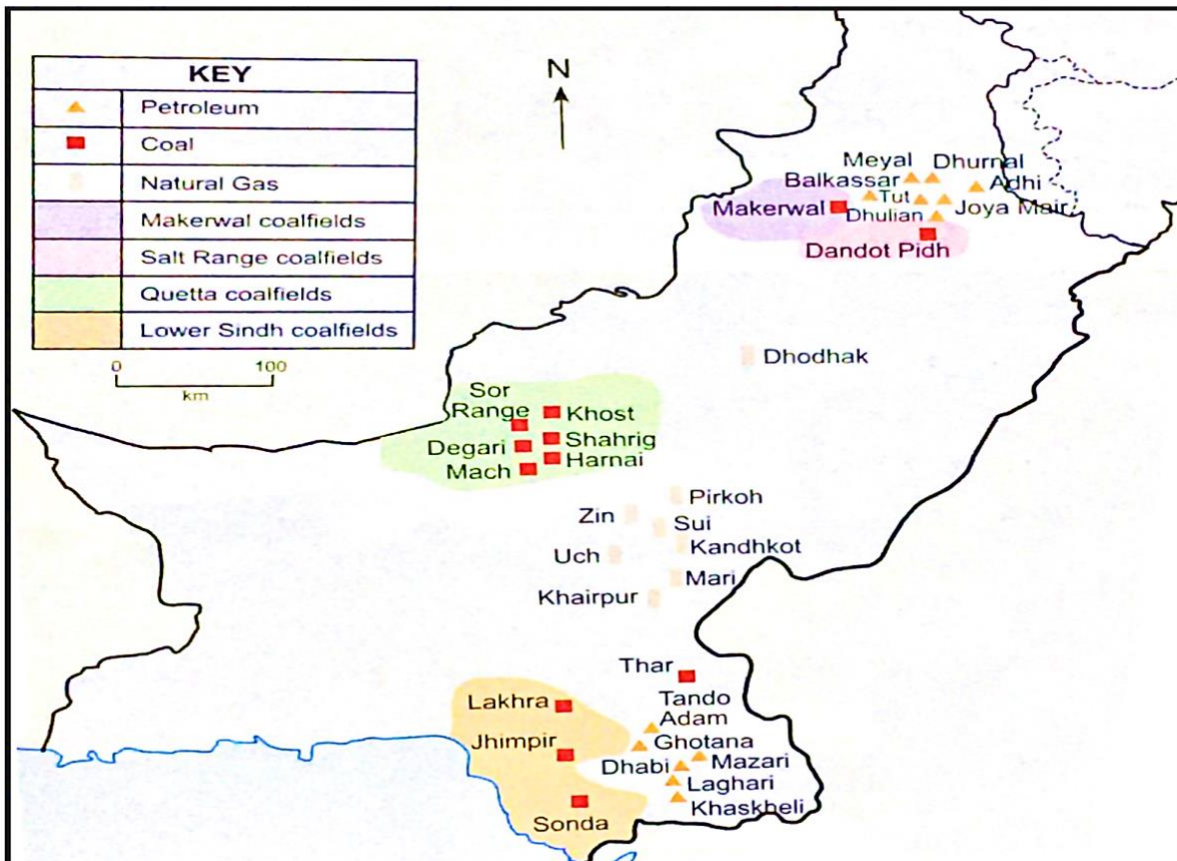 KEY
Petroleum
Coal
Natural Gas
Makerwal coalfields
Salt Range coalfields
Quetta coalfields
Lower Sindh coalfields
0 100
km
N
Meyal Dhurnal
Balkassar Adhi
Makerwal Tut Joya Mair
Dhulian
Dandot Pidh
Dhodhak
Sor
Range Khost
Degari Shahrig
Mach Harnai
Pirkoh
Zin Sui
Uch Kandhkot
Mari
Khairpur
Thar
Lakhra Tando
Adam
Jhimpir Ghotana
Dhabi Mazari
Laghari
Sonda Khaskheli